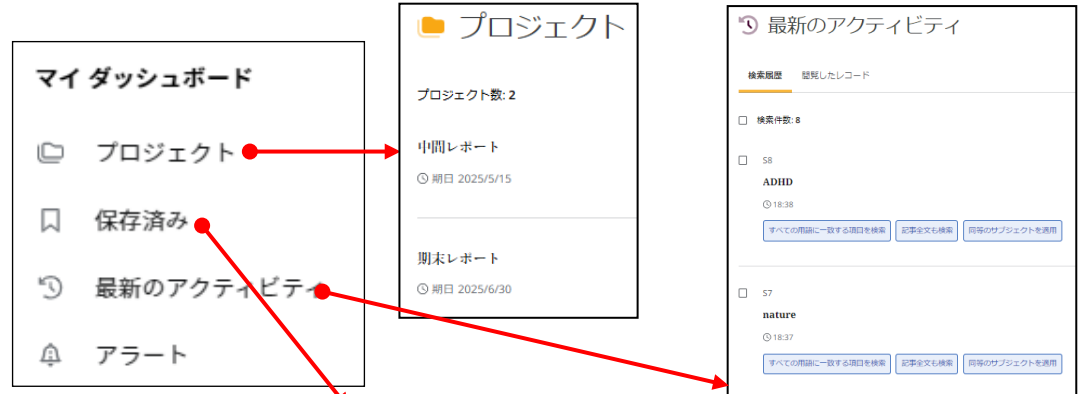 マイ ダッシュボード
プロジェクト
保存済み
最新のアクティビティ
アラート
プロジェクト
プロジェクト数: 2
中間レポート
期日 2025/5/15
期末レポート
期日 2025/6/30
最新のアクティビティ
検索履歴 閲覧したレコード
検索件数: 8
S8
ADHD
18:38
すべての用語に一致する項目を検索 記事全文も検索 同等のサブジェクトを適用
S7
nature
18:37
すべての用語に一致する項目を検索 記事全文も検索 同等のサブジェクトを適用